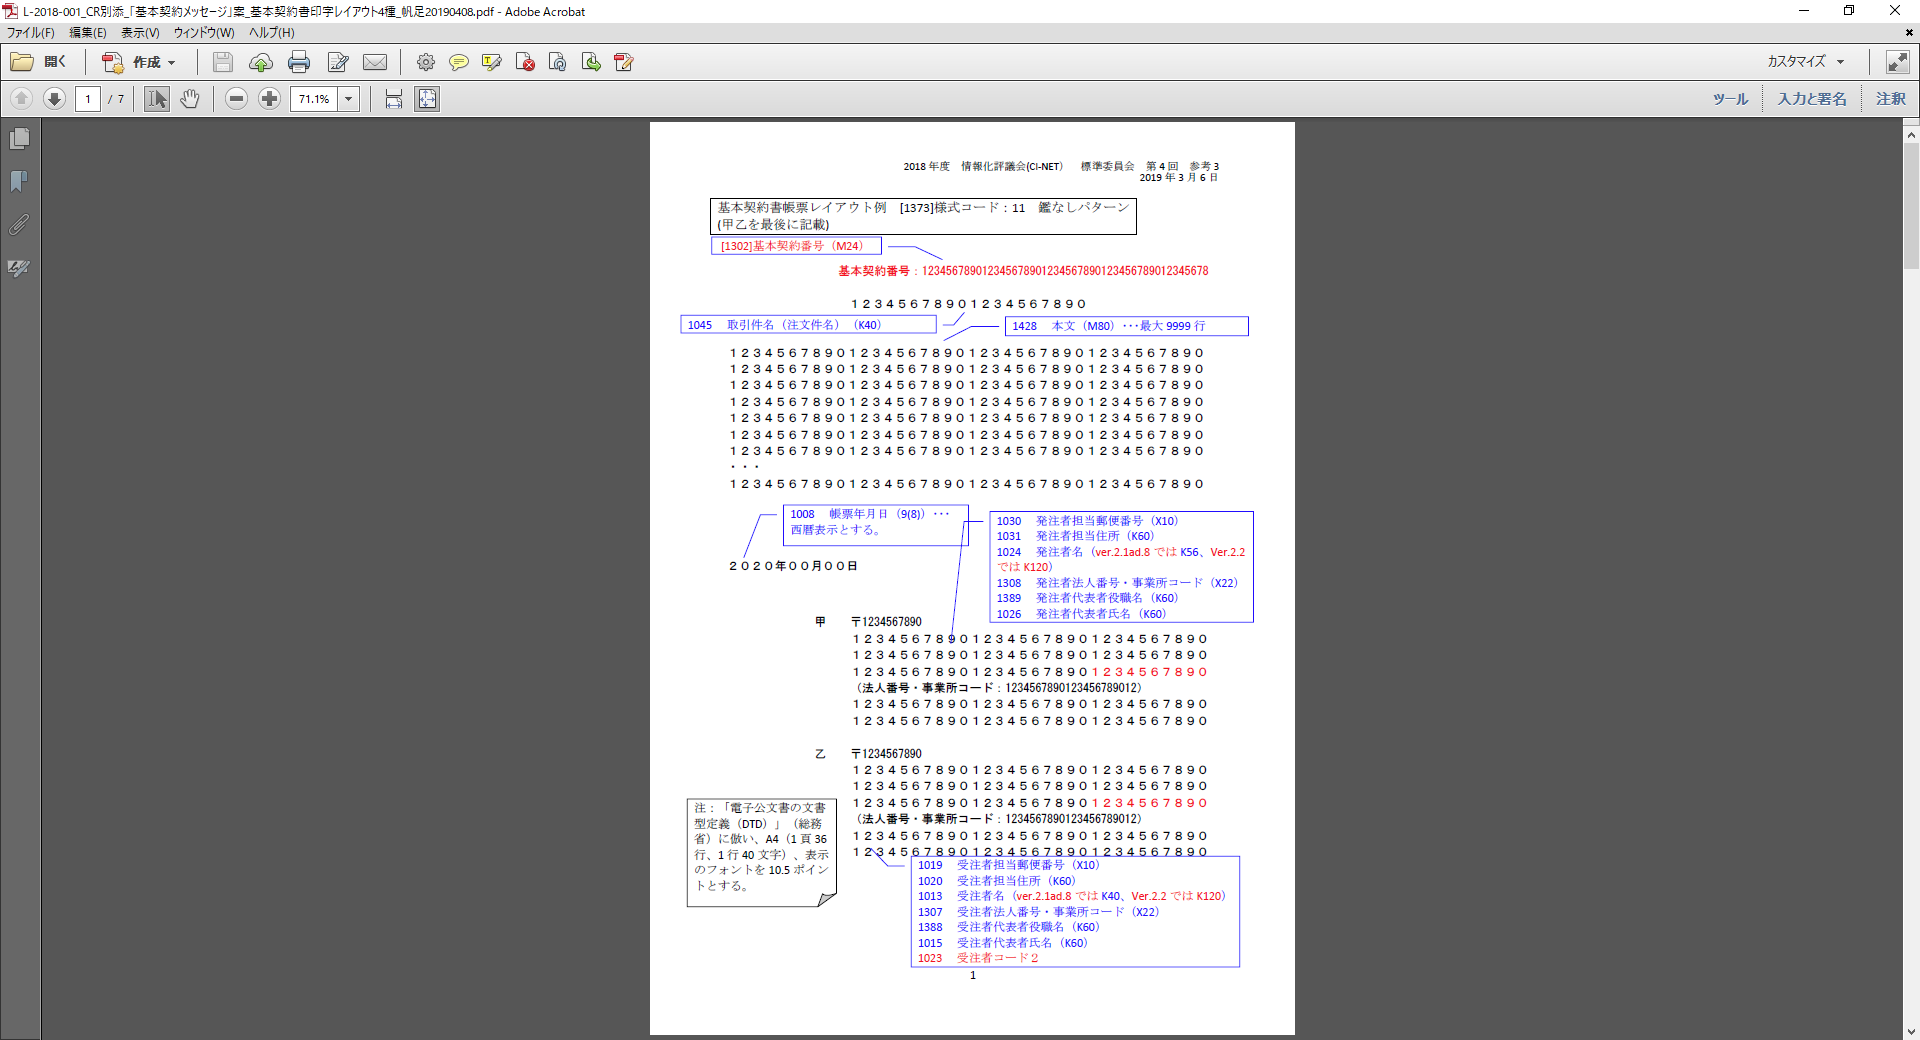 L-2018-001_CR別添_「基本契約メッセージ」案_基本契約書印字レイアウト4種_帆足20190408.pdf - Adobe Acrobat
ファイル(F) 編集(E) 表示(V) ウィンドウ(W) ヘルプ(H)
開く 作成 カスタマイズ
1 / 7 71.1% ツール 入力と署名 注釈
2018 年度 情報化評議会(CI-NET) 標準委員会 第 4 回 参考 3
2019 年 3 月 6 日
基本契約書帳票レイアウト例 [1373]様式コード：11 鑑なしパターン
(甲乙を最後に記載)
[1302]基本契約番号（M24）
基本契約番号：123456789012345678901234567890123456789012345678
１２３４５６７８９０１２３４５６７８９０
1045 取引件名（注文件名）（K40）
1428 本文（M80）･･･最大 9999 行
１２３４５６７８９０１２３４５６７８９０１２３４５６７８９０１２３４５６７８９０
１２３４５６７８９０１２３４５６７８９０１２３４５６７８９０１２３４５６７８９０
１２３４５６７８９０１２３４５６７８９０１２３４５６７８９０１２３４５６７８９０
１２３４５６７８９０１２３４５６７８９０１２３４５６７８９０１２３４５６７８９０
１２３４５６７８９０１２３４５６７８９０１２３４５６７８９０１２３４５６７８９０
１２３４５６７８９０１２３４５６７８９０１２３４５６７８９０１２３４５６７８９０
１２３４５６７８９０１２３４５６７８９０１２３４５６７８９０１２３４５６７８９０
・・・
１２３４５６７８９０１２３４５６７８９０１２３４５６７８９０１２３４５６７８９０
1008 帳票年月日（9(8)）･･･
西暦表示とする。
２０２０年００月００日
1030 発注者担当郵便番号（X10）
1031 発注者担当住所（K60）
1024 発注者名（ver.2.1ad.8 では K56、Ver.2.2
では K120）
1308 発注者法人番号・事業所コード（X22）
1389 発注者代表者役職名（K60）
1026 発注者代表者氏名（K60）
甲 〒1234567890
１２３４５６７８９０１２３４５６７８９０１２３４５６７８９０
１２３４５６７８９０１２３４５６７８９０１２３４５６７８９０
１２３４５６７８９０１２３４５６７８９０１２３４５６７８９０
（法人番号・事業所コード：1234567890123456789012）
１２３４５６７８９０１２３４５６７８９０１２３４５６７８９０
１２３４５６７８９０１２３４５６７８９０１２３４５６７８９０
乙 〒1234567890
１２３４５６７８９０１２３４５６７８９０１２３４５６７８９０
１２３４５６７８９０１２３４５６７８９０１２３４５６７８９０
１２３４５６７８９０１２３４５６７８９０１２３４５６７８９０
（法人番号・事業所コード：1234567890123456789012）
１２３４５６７８９０１２３４５６７８９０１２３４５６７８９０
１２３４５６７８９０１２３４５６７８９０１２３４５６７８９０
注：「電子公文書の文書
型定義（DTD）」（総務
省）に倣い、A4（1 頁 36
行、1 行 40 文字）、表示
のフォントを 10.5 ポイン
トとする。
1019 受注者担当郵便番号（X10）
1020 受注者担当住所（K60）
1013 受注者名（ver.2.1ad.8 では K40、Ver.2.2 では K120）
1307 受注者法人番号・事業所コード（X22）
1388 受注者代表者役職名（K60）
1015 受注者代表者氏名（K60）
1023 受注者コード２
1